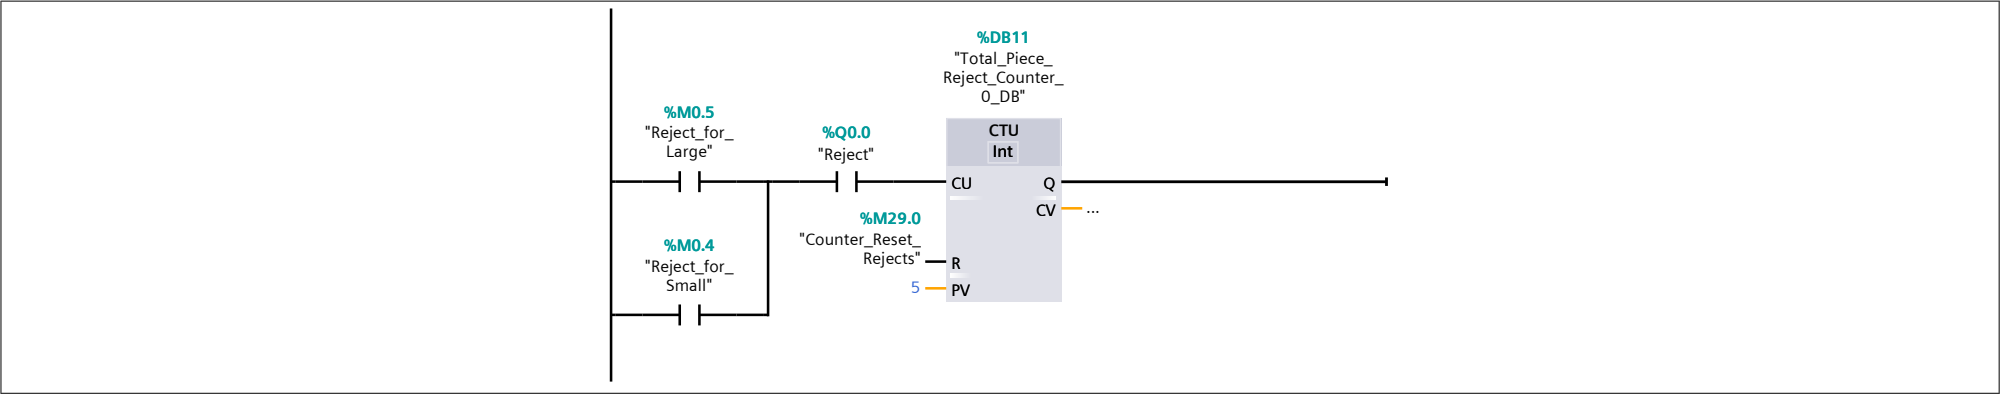 %DB11
"Total_Piece_
Reject_Counter_
0_DB"
%M0.5
"Reject_for_
Large"
%Q0.0
"Reject"
CTU
Int
CU
Q
%M29.0
"Counter_Reset_
Rejects"
CV
...
%M0.4
"Reject_for_
Small"
R
5
PV